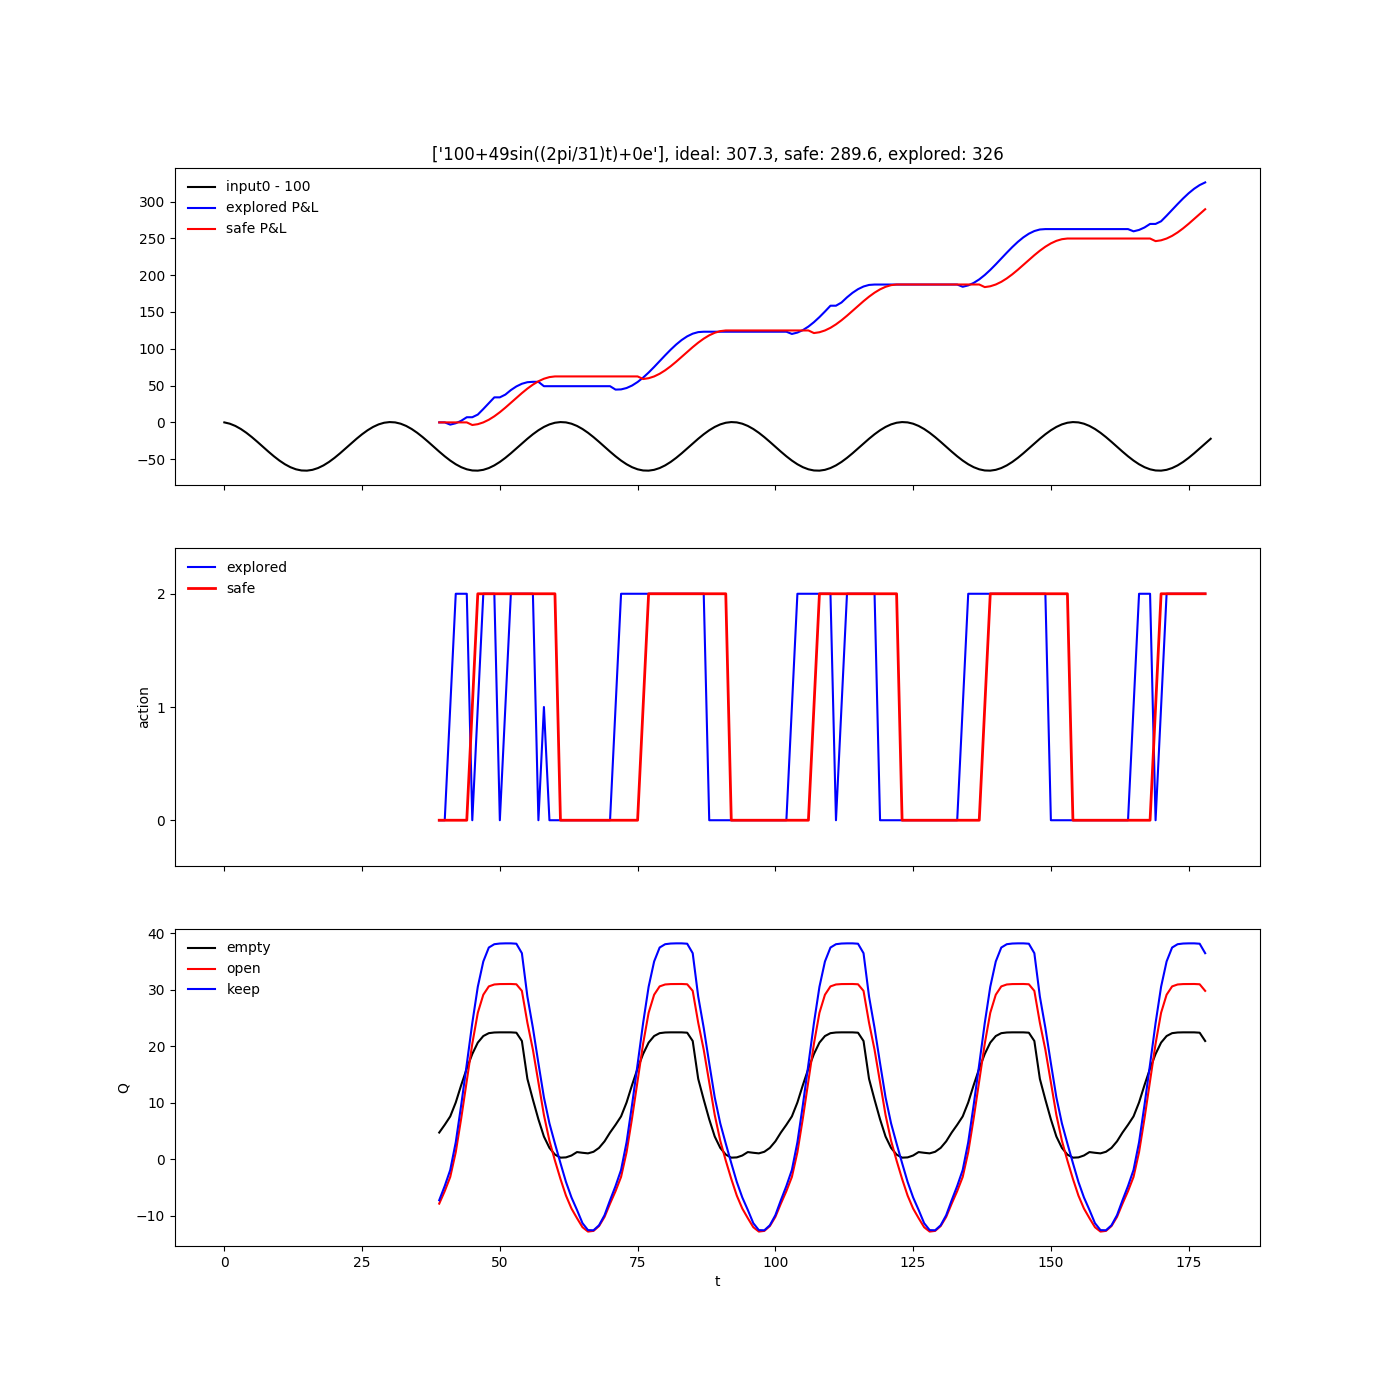 ['100+49sin((2pi/31)t)+0e'], ideal: 307.3, safe: 289.6, explored: 326
input0 - 100
explored P&L
safe P&L
300
250
200
150
100
50
0
−50
explored
safe
2
1
0
action
empty
open
keep
40
30
20
10
0
−10
Q
0 25 50 75 100 125 150 175
t